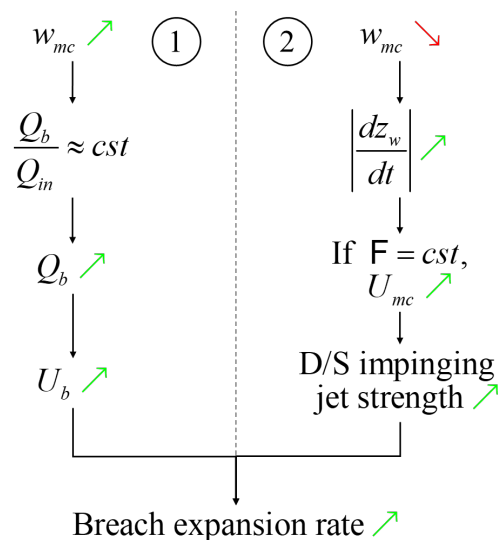 1
w_mc ↗
Q_b / Q_in ≈ cst
Q_b ↗
U_b ↗
2
w_mc ↘
|dz_w / dt| ↗
If F = cst,
U_mc ↗
D/S impinging
jet strength ↗
Breach expansion rate ↗